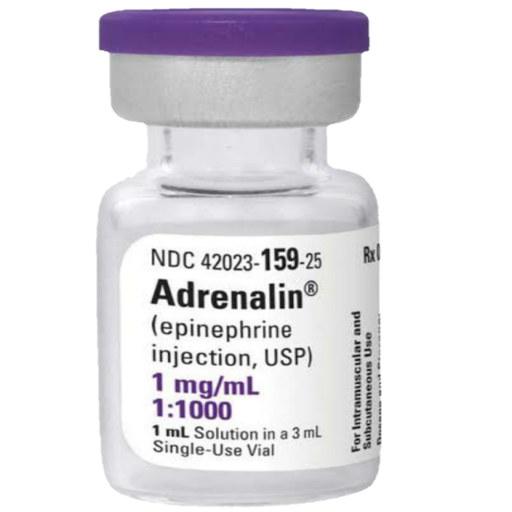 NDC 42023-159-25
Adrenalin®
(epinephrine
injection, USP)
1 mg/mL
1:1000
1 mL Solution in a 3 mL
Single-Use Vial
Rx
For Intramuscular and
Subcutaneous Use